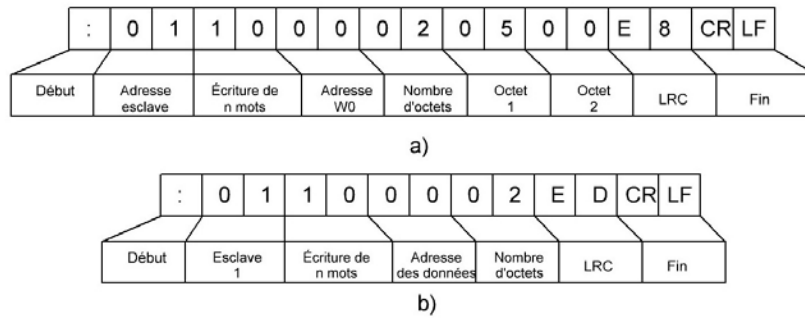 : 0 1 1 0 0 0 0 2 0 5 0 0 E 8 CR LF
Début Adresse esclave Écriture de n mots Adresse W0 Nombre d'octets Octet 1 Octet 2 LRC Fin
a)
: 0 1 1 0 0 0 0 2 E D CR LF
Début Esclave 1 Écriture de n mots Adresse des données Nombre d'octets LRC Fin
b)